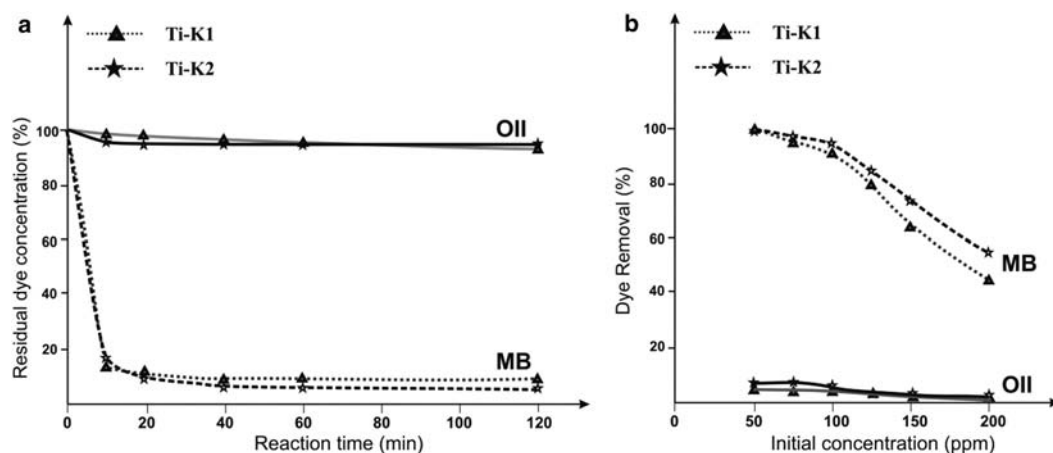 a
Ti-K1
Ti-K2
Residual dye concentration (%)
100
80
60
40
20
OII
MB
0 20 40 60 80 100 120
Reaction time (min)
b
Ti-K1
Ti-K2
Dye Removal (%)
100
80
60
40
20
MB
OII
0 50 100 150 200
Initial concentration (ppm)